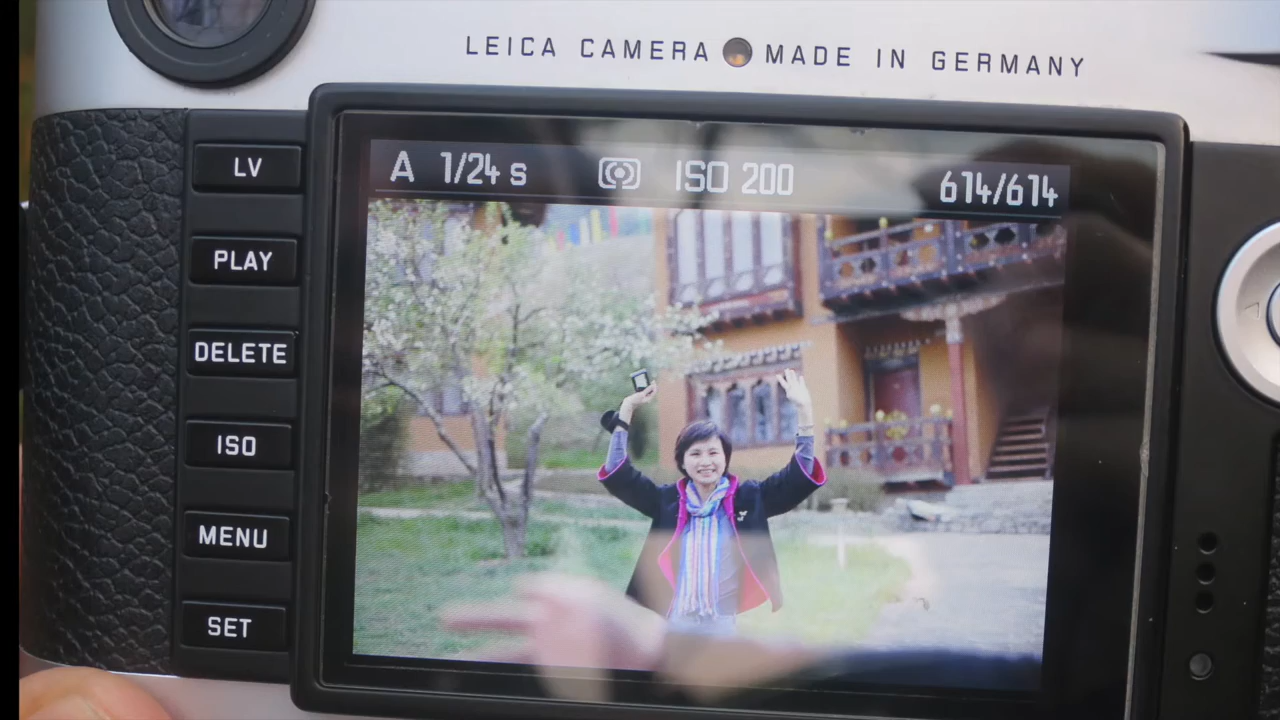 LEICA CAMERA MADE IN GERMANY
A 1/24 s ISO 200 614/614
LV
PLAY
DELETE
ISO
MENU
SET